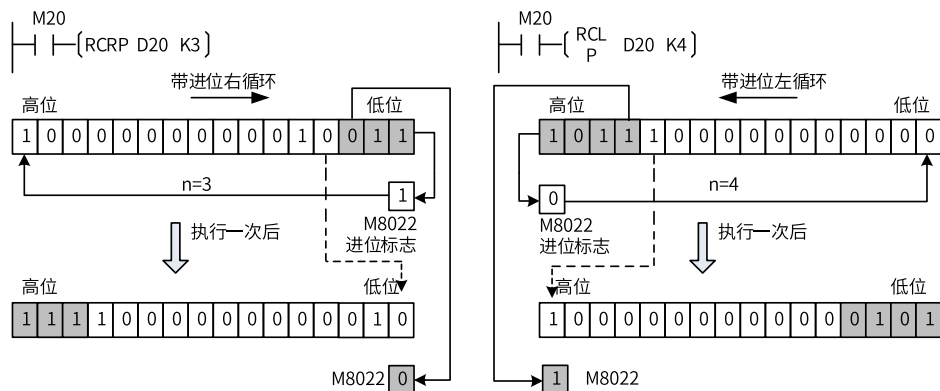 M20
RCRP D20 K3
带进位右循环
高位 低位
1 0 0 0 0 0 0 0 0 0 0 1 0 0 1 1
n=3
1
M8022
进位标志
执行一次后
高位 低位
1 1 1 1 0 0 0 0 0 0 0 0 0 0 1 0
M8022 0
M20
RCL
P D20 K4
带进位左循环
高位 低位
1 0 1 1 1 0 0 0 0 0 0 0 0 0 0 0
n=4
0
M8022
进位标志
执行一次后
高位 低位
1 0 0 0 0 0 0 0 0 0 0 0 0 1 0 1
1 M8022